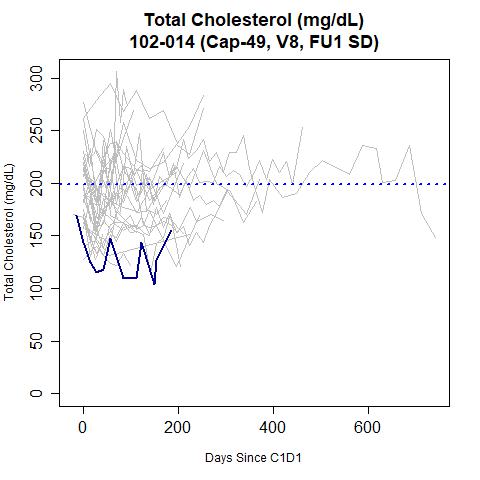 Total Cholesterol (mg/dL)
102-014 (Cap-49, V8, FU1 SD)
Total Cholesterol (mg/dL)
300
250
200
150
100
50
0
0
200
400
600
Days Since C1D1